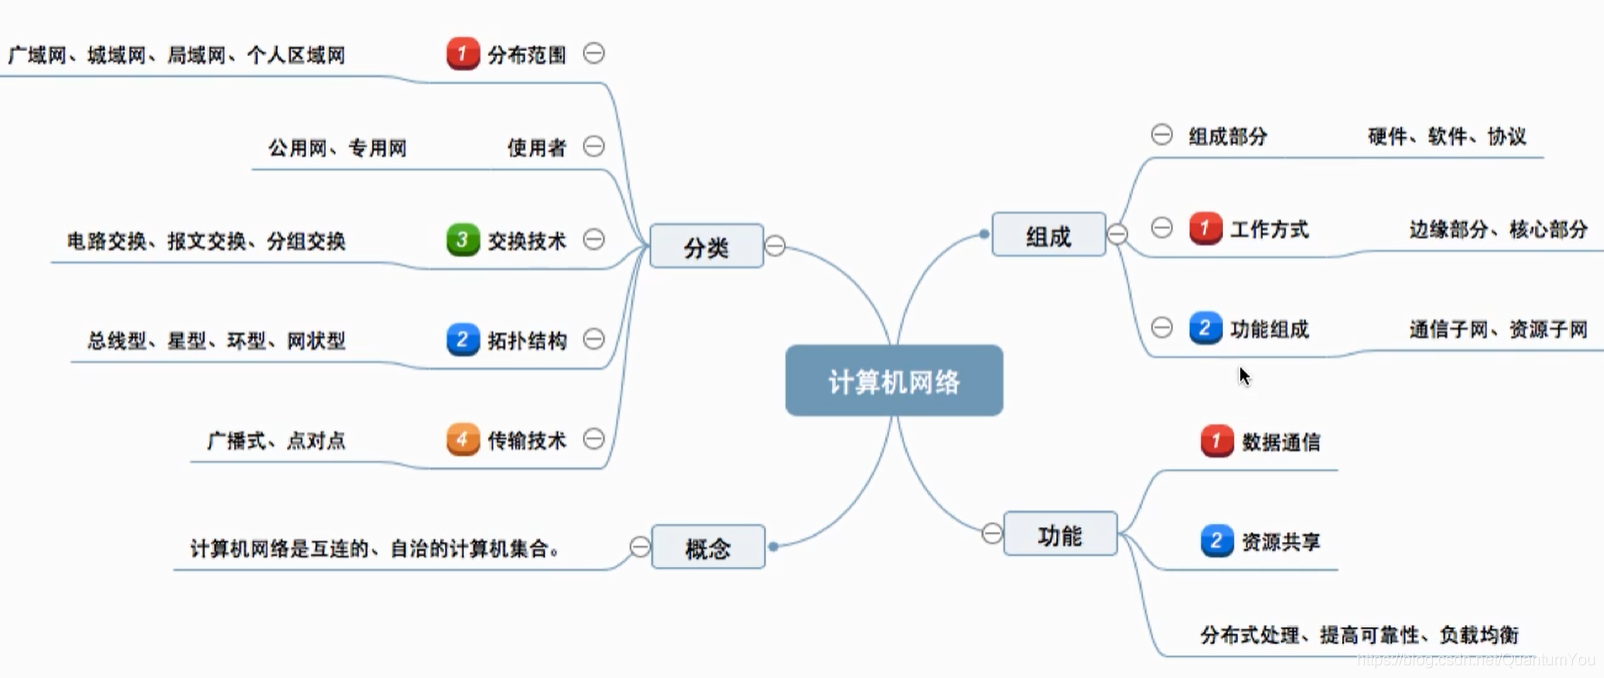 计算机网络
分类
1 分布范围
广域网、城域网、局域网、个人区域网
使用者
公用网、专用网
3 交换技术
电路交换、报文交换、分组交换
2 拓扑结构
总线型、星型、环型、网状型
4 传输技术
广播式、点对点
概念
计算机网络是互连的、自治的计算机集合。
组成
组成部分
硬件、软件、协议
1 工作方式
边缘部分、核心部分
2 功能组成
通信子网、资源子网
功能
1 数据通信
2 资源共享
分布式处理、提高可靠性、负载均衡
https://blog.csdn.net/QuantumYou